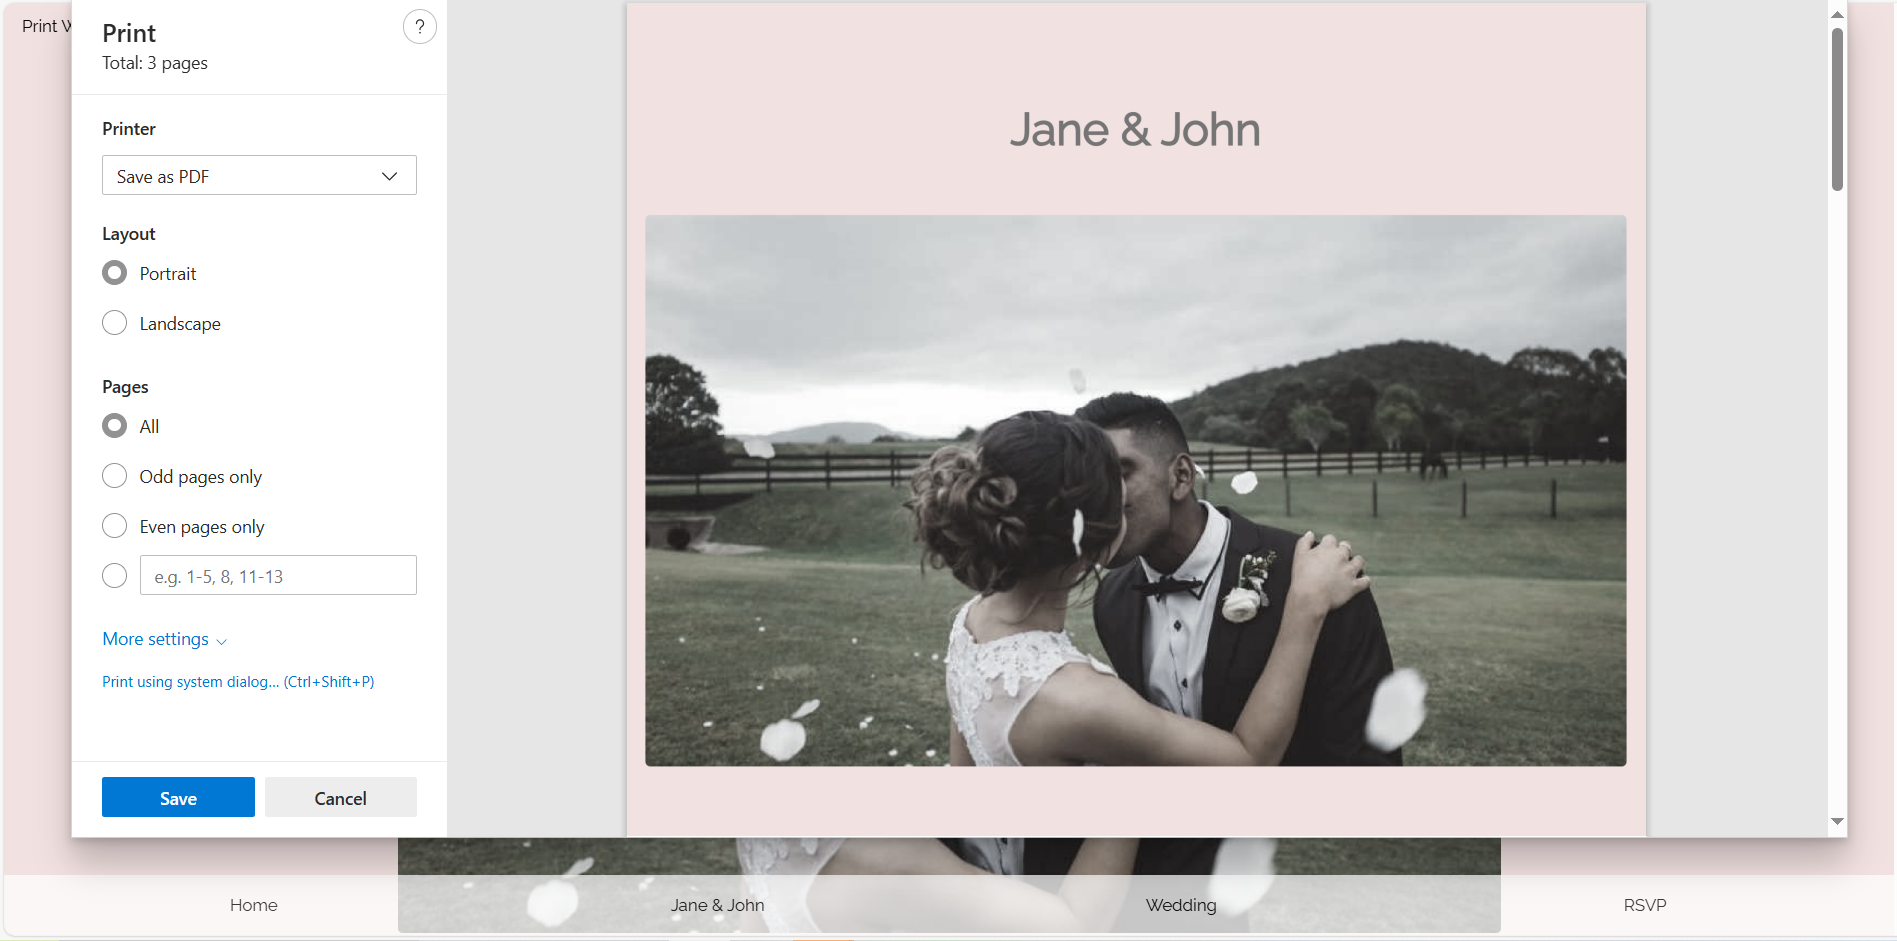 Print
Print
Total: 3 pages
?
Printer
Save as PDF
Layout
Portrait
Landscape
Pages
All
Odd pages only
Even pages only
e.g. 1-5, 8, 11-13
More settings
Print using system dialog... (Ctrl+Shift+P)
Save
Cancel
Jane & John
Home
Jane & John
Wedding
RSVP